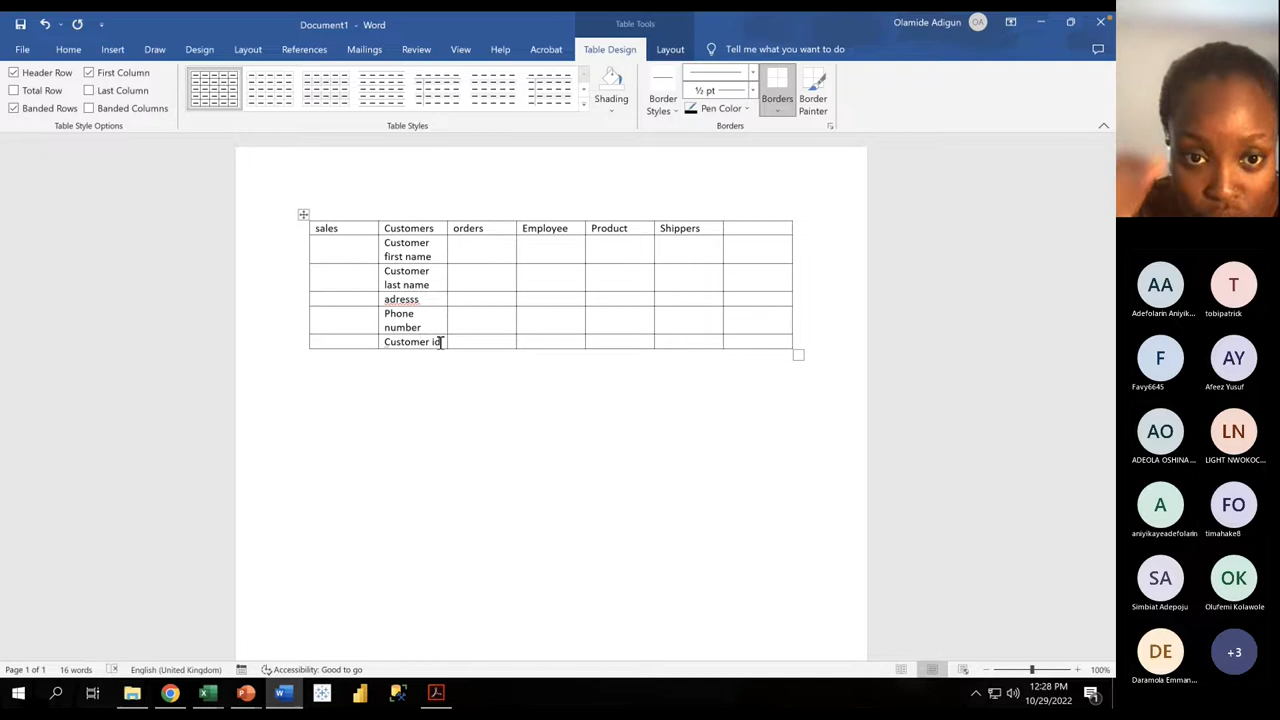 Document1 - Word
Table Tools
Olamide Adigun
OA
File
Home
Insert
Draw
Design
Layout
References
Mailings
Review
View
Help
Acrobat
Table Design
Layout
Tell me what you want to do
Header Row
First Column
Total Row
Last Column
Banded Rows
Banded Columns
Table Style Options
Table Styles
Shading
Border
Styles
½ pt
Pen Color
Borders
Border
Painter
Borders
sales
Customers
orders
Employee
Product
Shippers
Customer
first name
Customer
last name
adresss
Phone
number
Customer id
AA
Adefolarin Aniyik...
T
tobipatrick
F
Favy6645
AY
Afeez Yusuf
AO
ADEOLA OSHINA...
LN
LIGHT NWOKOC...
A
aniyikayeadefolarin
FO
timahake8
SA
Simbiat Adepoju
OK
Olufemi Kolawole
DE
Daramola Emman...
+3
Page 1 of 1
16 words
English (United Kingdom)
Accessibility: Good to go
100%
12:28 PM
10/29/2022
1